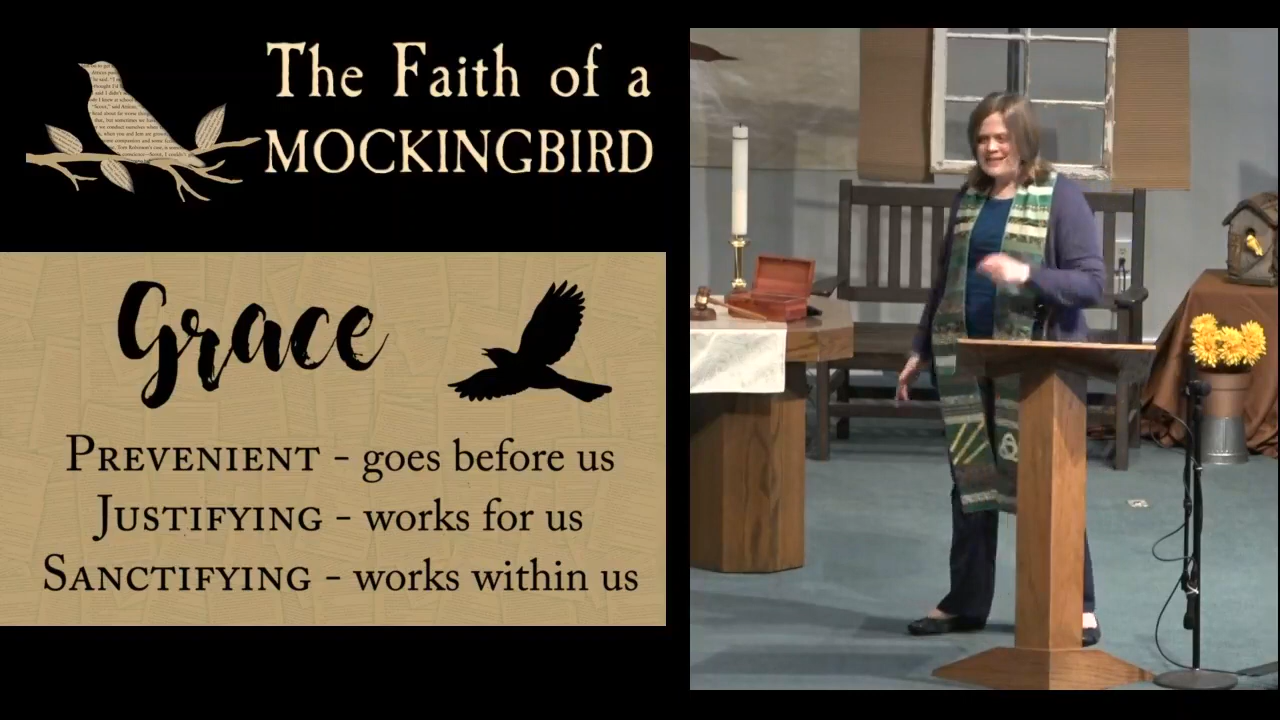 The Faith of a
MOCKINGBIRD
Grace
PREVENIENT - goes before us
JUSTIFYING - works for us
SANCTIFYING - works within us